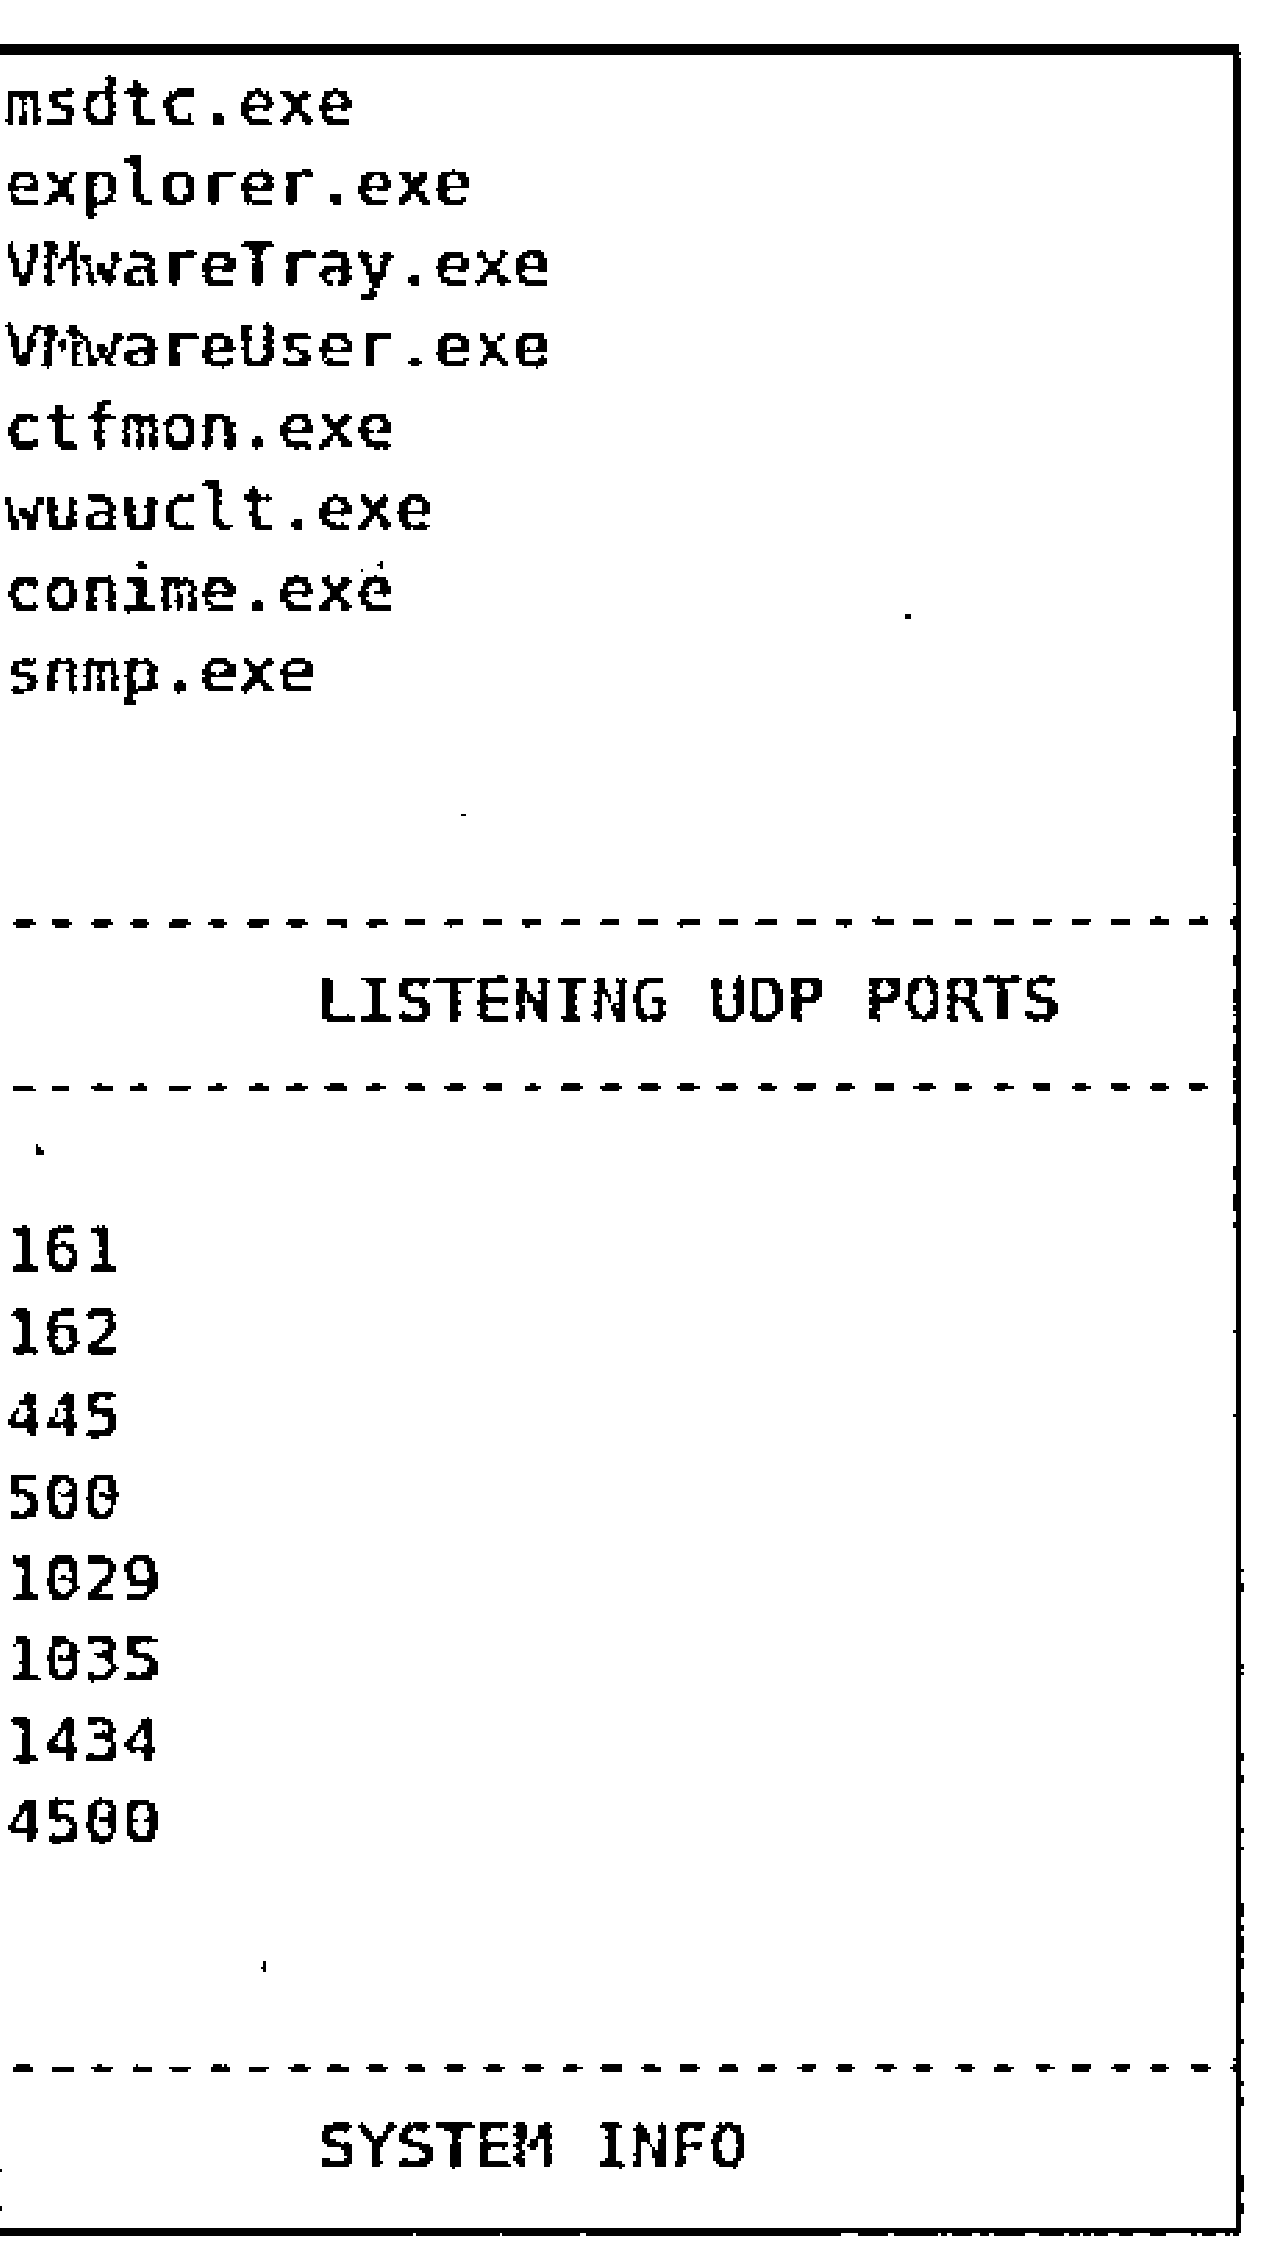 msdtc.exe
explorer.exe
VMwareTray.exe
VMwareUser.exe
ctfmon.exe
wuauclt.exe
conime.exe
snmp.exe
- - - - - - - - - - - - - - - - - - - - - - - - - - - - - - - -
LISTENING UDP PORTS
- - - - - - - - - - - - - - - - - - - - - - - - - - - - - - -
161
162
445
500
1029
1035
1434
4500
- - - - - - - - - - - - - - - - - - - - - - - - - - - - - - - -
SYSTEM INFO